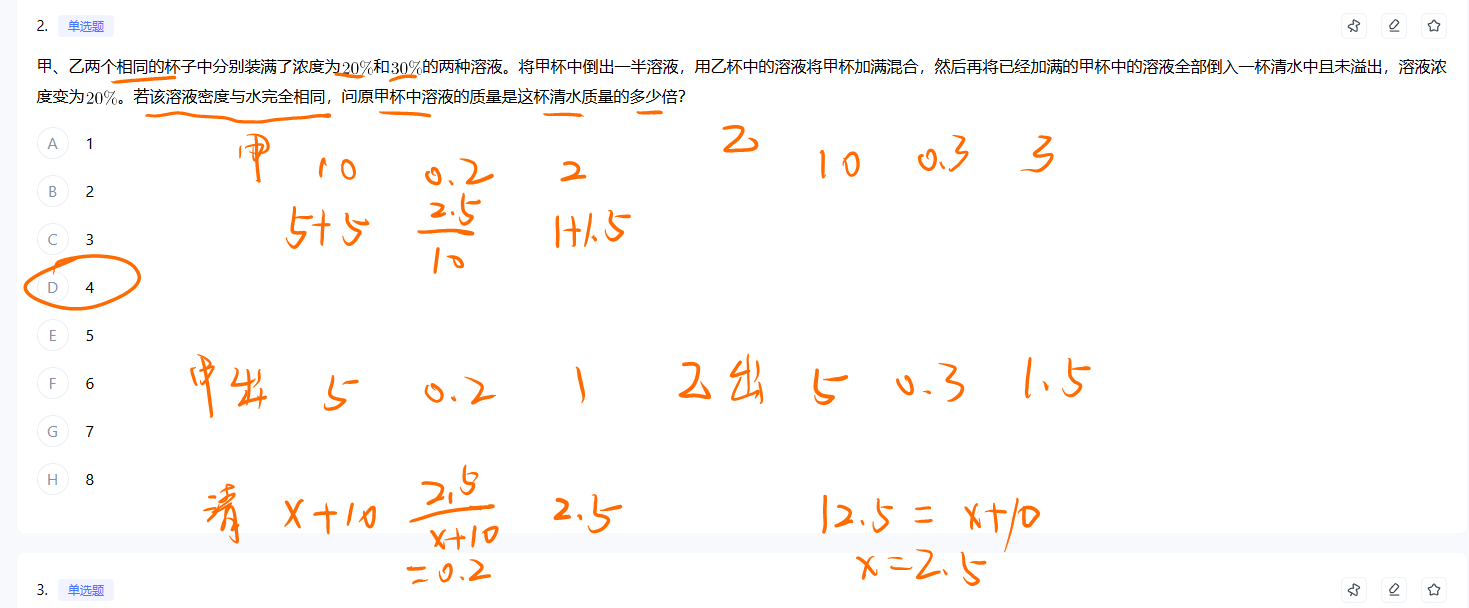 2. 单选题
甲、乙两个相同的杯子中分别装满了浓度为20%和30%的两种溶液。将甲杯中倒出一半溶液，用乙杯中的溶液将甲杯加满混合，然后再将已经加满的甲杯中的溶液全部倒入一杯清水中且未溢出，溶液浓
度变为20%。若该溶液密度与水完全相同，问原甲杯中溶液的质量是这杯清水质量的多少倍？
A 1
甲 10 0.2 2 乙 10 0.3 3
B 2
5+5 2.5/10 1+1.5
C 3
D 4
E 5
甲出 5 0.2 1 乙出 5 0.3 1.5
F 6
G 7
H 8
清 x+10 2.5/x+10 2.5 12.5=x+10
=0.2 x=2.5
3. 单选题